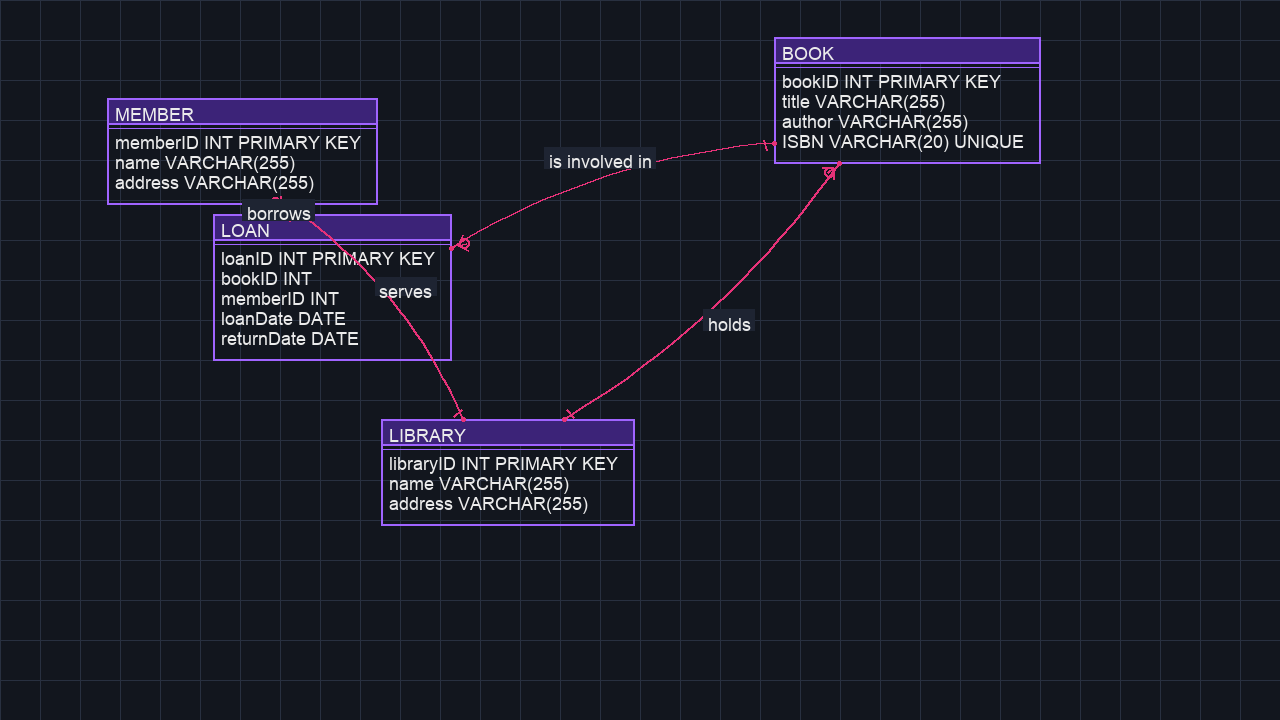 BOOK
bookID INT PRIMARY KEY
title VARCHAR(255)
author VARCHAR(255)
ISBN VARCHAR(20) UNIQUE
MEMBER
memberID INT PRIMARY KEY
name VARCHAR(255)
address VARCHAR(255)
is involved in
borrows
LOAN
loanID INT PRIMARY KEY
bookID INT
memberID INT
loanDate DATE
returnDate DATE
serves
holds
LIBRARY
libraryID INT PRIMARY KEY
name VARCHAR(255)
address VARCHAR(255)